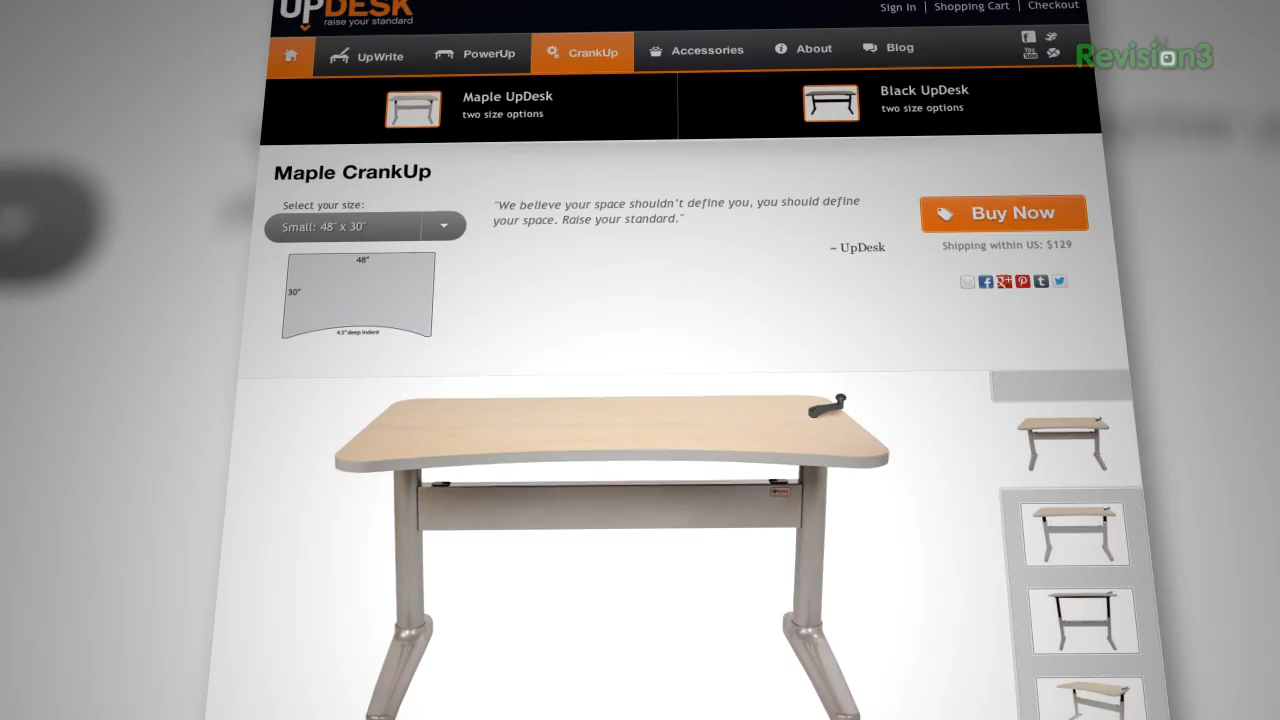 UPDESK
raise your standard
Sign In | Shopping Cart | Checkout
UpWrite PowerUp CrankUp Accessories About Blog
Revision3
Maple UpDesk
two size options
Black UpDesk
two size options
Maple CrankUp
Select your size:
Small: 48" x 30"
"We believe your space shouldn't define you, you should define
your space. Raise your standard."
~ UpDesk
Buy Now
Shipping within US: $129
48"
30"
4.5" deep indent